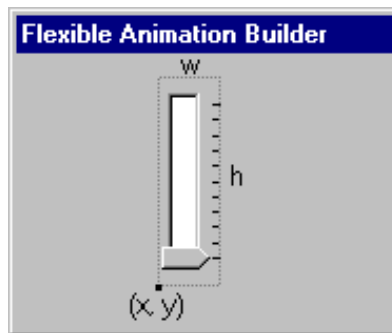 Flexible Animation Builder
w
h
(x, y)